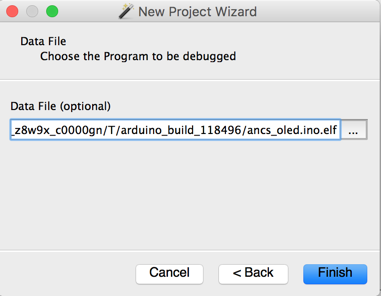 New Project Wizard
Data File
Choose the Program to be debugged
Data File (optional)
_z8w9x_c0000gn/T/arduino_build_118496/ancs_oled.ino.elf ...
Cancel < Back Finish